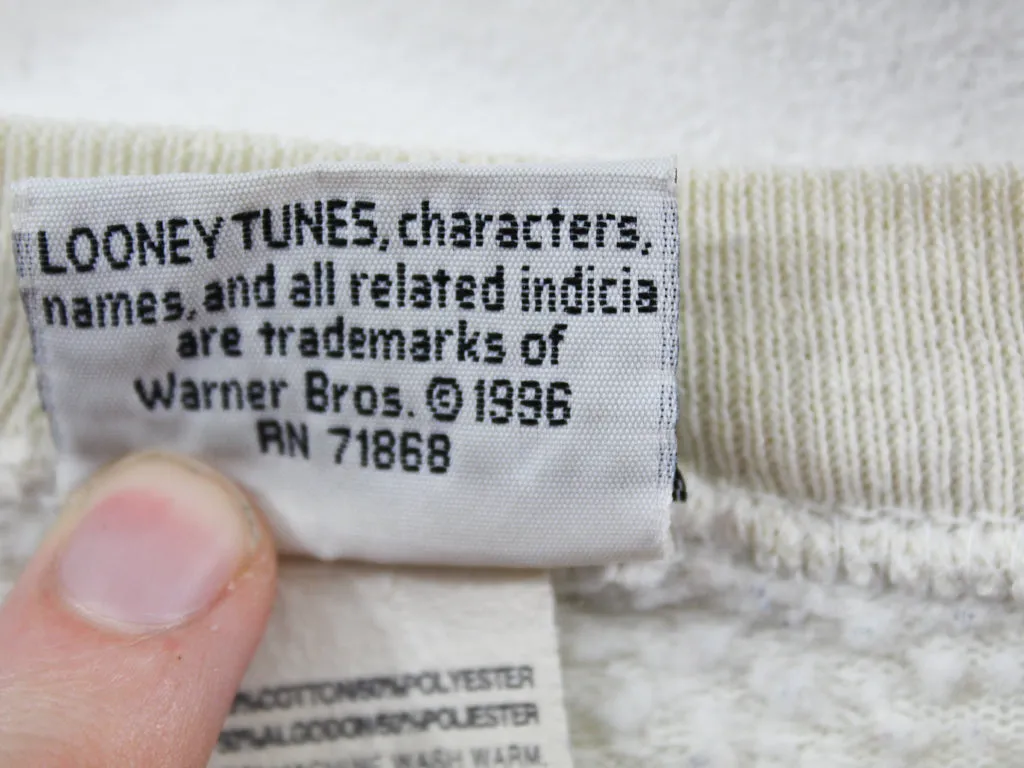 LOONEY TUNES, characters,
names, and all related indicia
are trademarks of
Warner Bros. © 1996
RN 71868
%COTTON50%POLYESTER
50%ALGODON50%POLIESTER
WASH WARM.